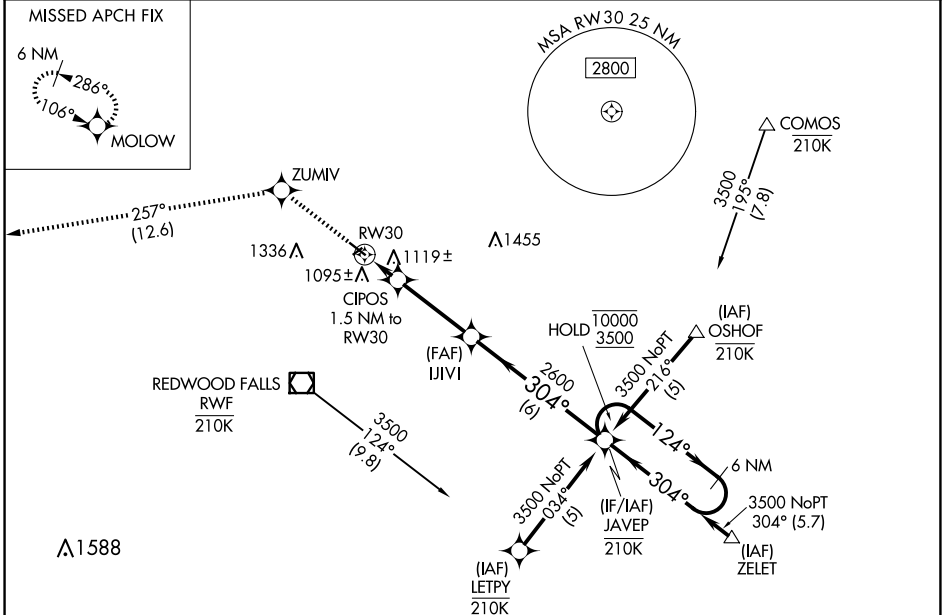 MISSED APCH FIX
6 NM
286°
106°
MOLOW
MSA RW30 25 NM
2800
COMOS
210K
3500
195°
(7.8)
ZUMIV
257°
(12.6)
RW30
1336
1119±
1455
1095±
CIPOS
1.5 NM to
RW30
(FAF)
IJIVI
HOLD
10000
3500
(IAF)
OSHOF
210K
3500 NoPT
216°
(5)
2600
304°
(6)
REDWOOD FALLS
RWF
210K
3500
124°
(9.8)
124°
6 NM
304°
3500 NoPT
034°
(5)
(IF/IAF)
JAVEP
210K
3500 NoPT
304° (5.7)
(IAF)
ZELET
1588
(IAF)
LETPY
210K